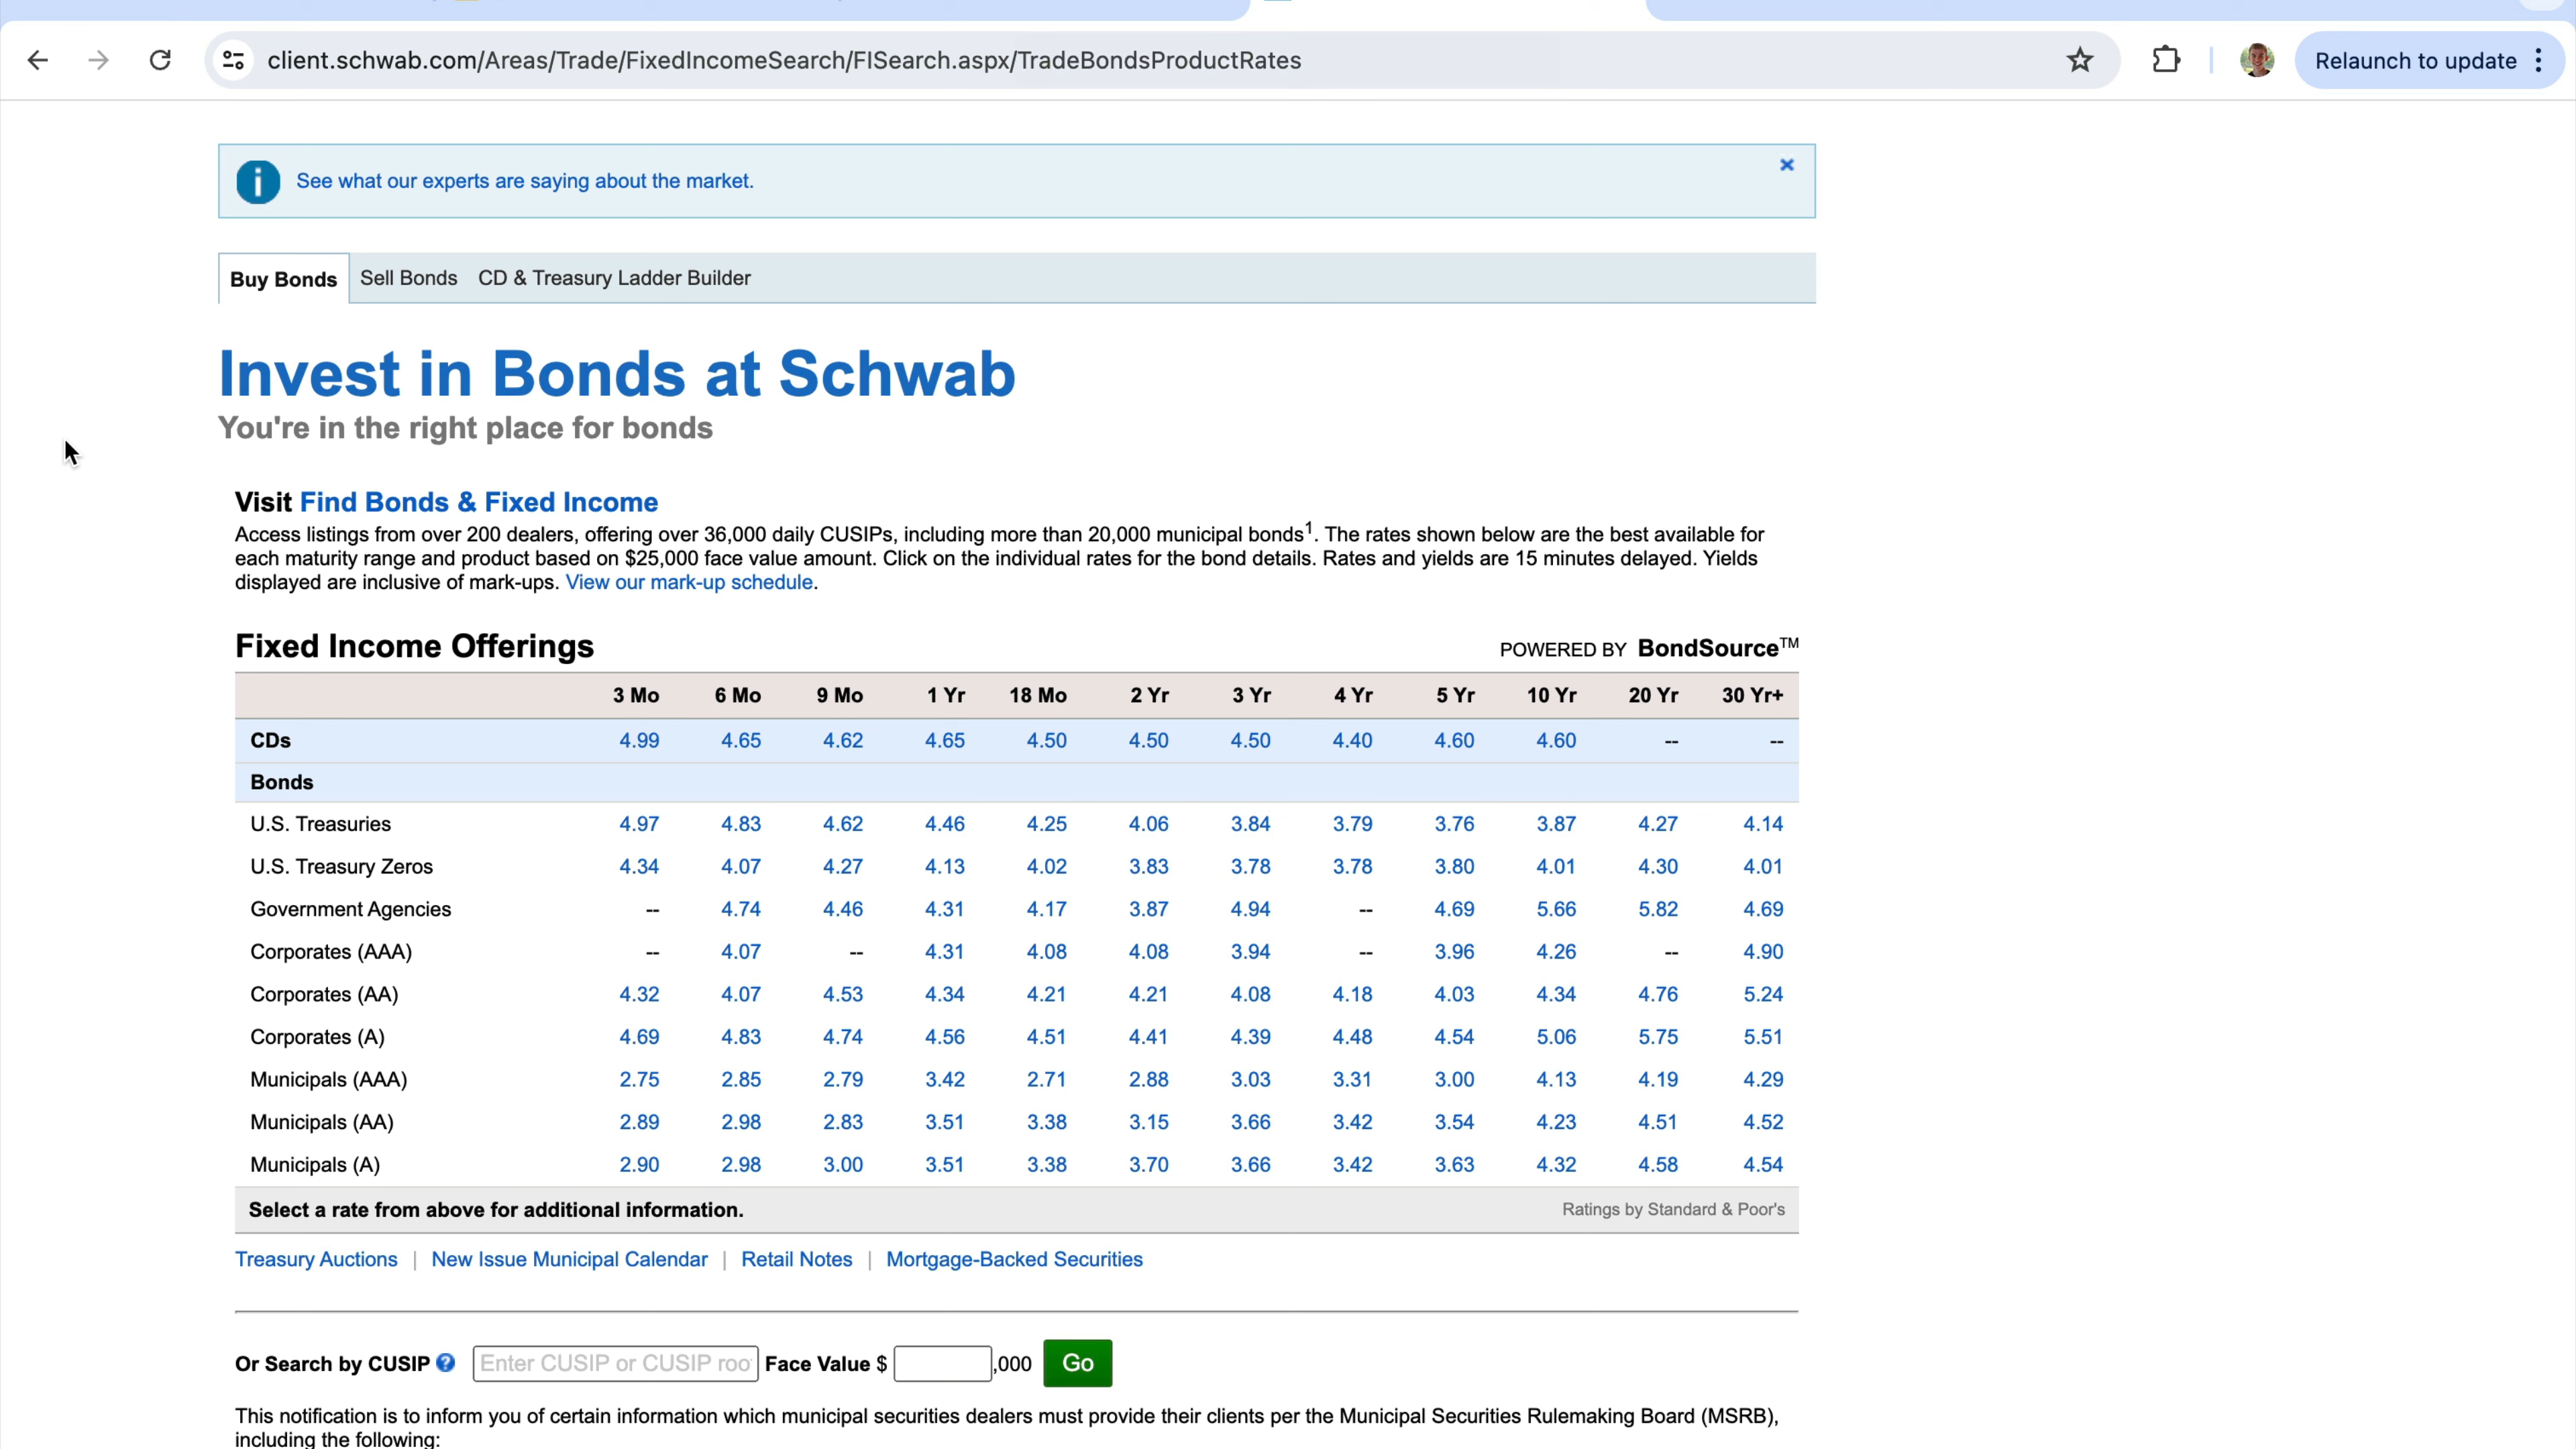 client.schwab.com/Areas/Trade/FixedIncomeSearch/FISearch.aspx/TradeBondsProductRates
Relaunch to update
See what our experts are saying about the market.
Buy Bonds Sell Bonds CD & Treasury Ladder Builder
Invest in Bonds at Schwab
You're in the right place for bonds
Visit Find Bonds & Fixed Income
Access listings from over 200 dealers, offering over 36,000 daily CUSIPs, including more than 20,000 municipal bonds1. The rates shown below are the best available for
each maturity range and product based on $25,000 face value amount. Click on the individual rates for the bond details. Rates and yields are 15 minutes delayed. Yields
displayed are inclusive of mark-ups. View our mark-up schedule.
Fixed Income Offerings POWERED BY BondSource™
3 Mo 6 Mo 9 Mo 1 Yr 18 Mo 2 Yr 3 Yr 4 Yr 5 Yr 10 Yr 20 Yr 30 Yr+
CDs 4.99 4.65 4.62 4.65 4.50 4.50 4.50 4.40 4.60 4.60 -- --
Bonds
U.S. Treasuries 4.97 4.83 4.62 4.46 4.25 4.06 3.84 3.79 3.76 3.87 4.27 4.14
U.S. Treasury Zeros 4.34 4.07 4.27 4.13 4.02 3.83 3.78 3.78 3.80 4.01 4.30 4.01
Government Agencies -- 4.74 4.46 4.31 4.17 3.87 4.94 -- 4.69 5.66 5.82 4.69
Corporates (AAA) -- 4.07 -- 4.31 4.08 4.08 3.94 -- 3.96 4.26 -- 4.90
Corporates (AA) 4.32 4.07 4.53 4.34 4.21 4.21 4.08 4.18 4.03 4.34 4.76 5.24
Corporates (A) 4.69 4.83 4.74 4.56 4.51 4.41 4.39 4.48 4.54 5.06 5.75 5.51
Municipals (AAA) 2.75 2.85 2.79 3.42 2.71 2.88 3.03 3.31 3.00 4.13 4.19 4.29
Municipals (AA) 2.89 2.98 2.83 3.51 3.38 3.15 3.66 3.42 3.54 4.23 4.51 4.52
Municipals (A) 2.90 2.98 3.00 3.51 3.38 3.70 3.66 3.42 3.63 4.32 4.58 4.54
Select a rate from above for additional information. Ratings by Standard & Poor's
Treasury Auctions | New Issue Municipal Calendar | Retail Notes | Mortgage-Backed Securities
Or Search by CUSIP ? Enter CUSIP or CUSIP roo Face Value $ ,000 Go
This notification is to inform you of certain information which municipal securities dealers must provide their clients per the Municipal Securities Rulemaking Board (MSRB),
including the following: